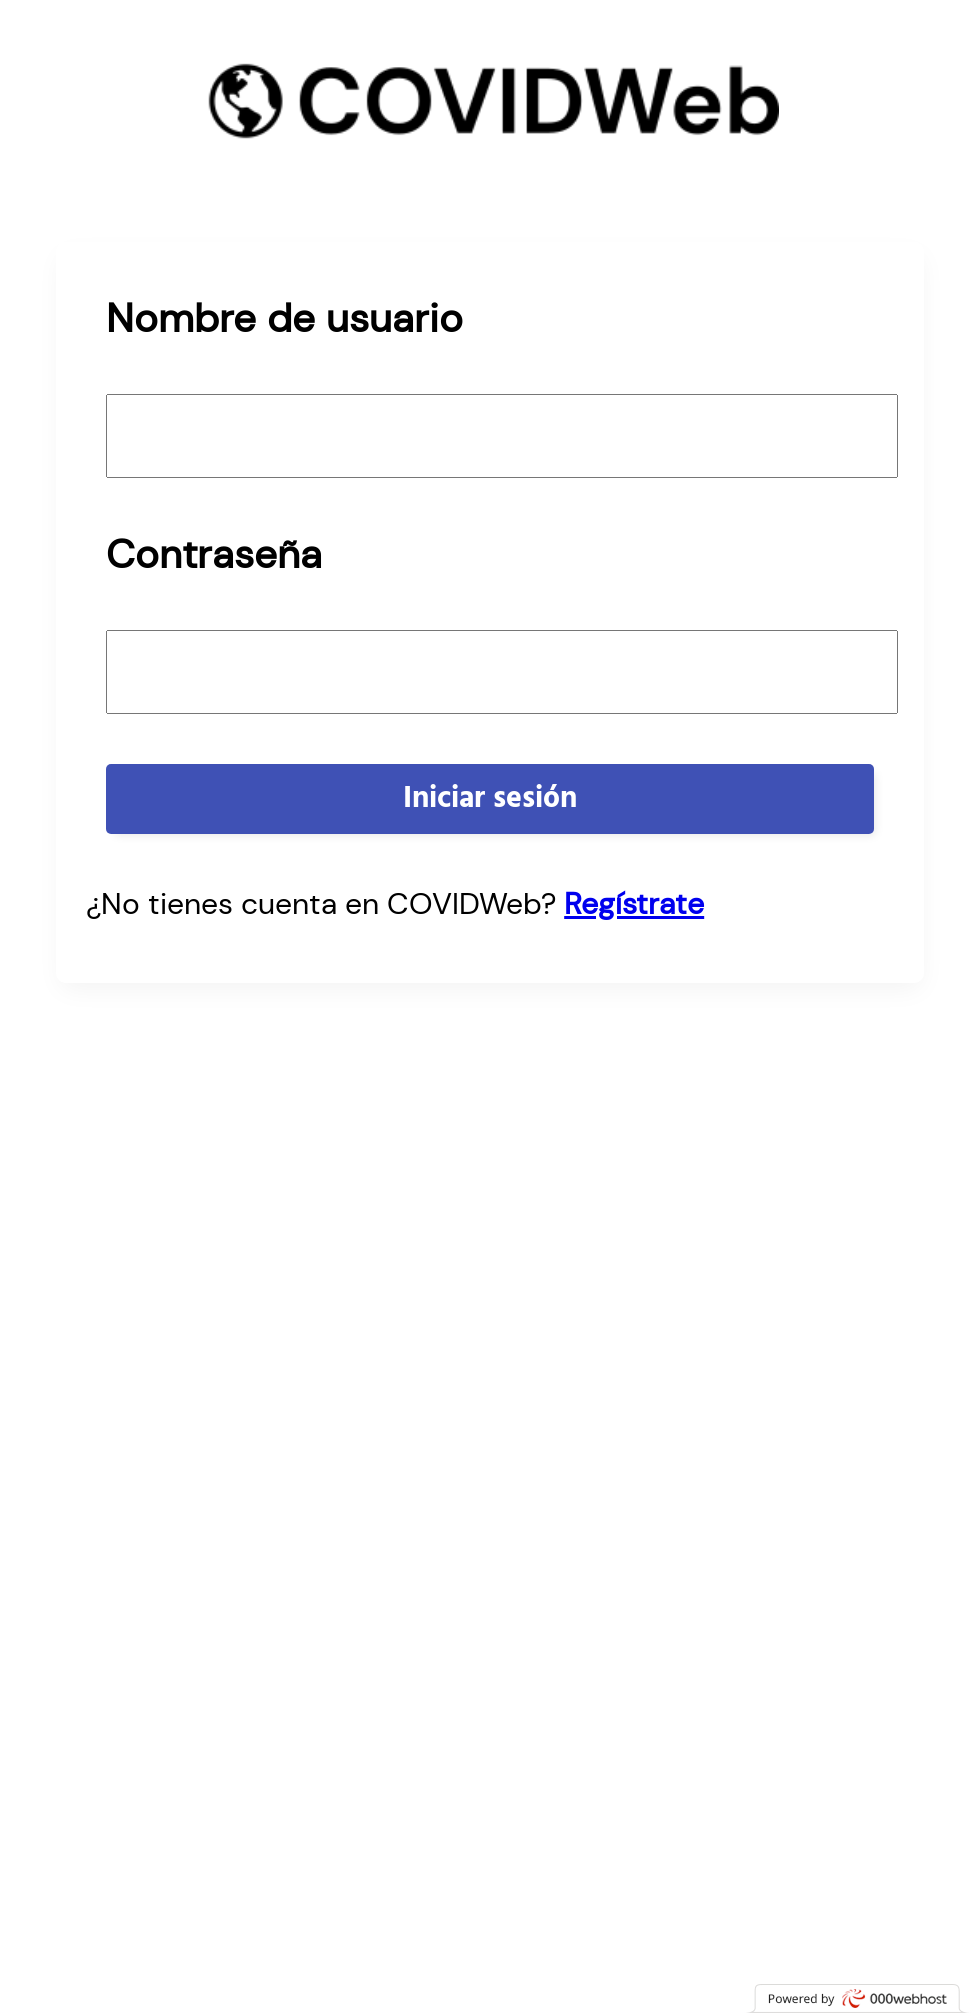 COVIDWeb
Nombre de usuario
Contraseña
Iniciar sesión
¿No tienes cuenta en COVIDWeb? Regístrate
Powered by 000webhost